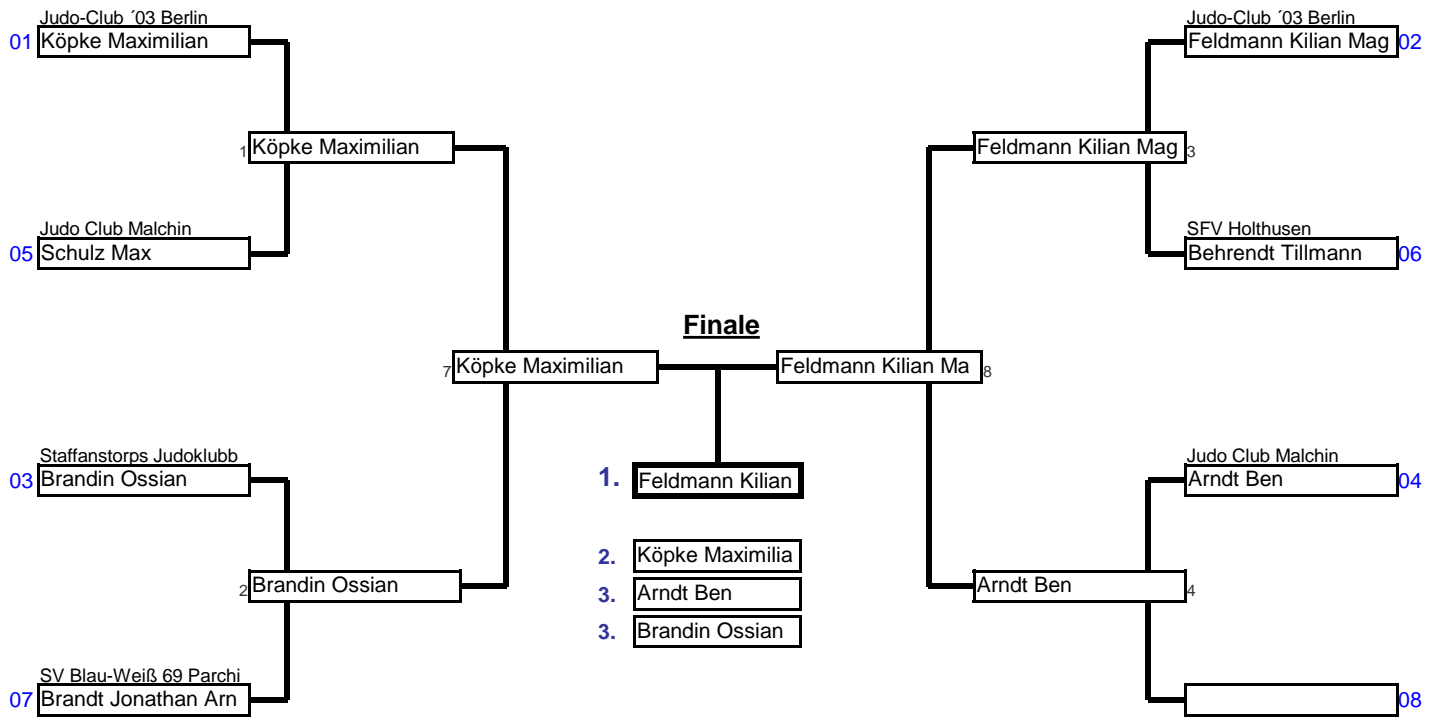 Judo-Club ´03 Berlin
01 Köpke Maximilian
1 Köpke Maximilian
Judo Club Malchin
05 Schulz Max
7 Köpke Maximilian
Staffanstorps Judoklubb
03 Brandin Ossian
2 Brandin Ossian
SV Blau-Weiß 69 Parchi
07 Brandt Jonathan Arn
Finale
1. Feldmann Kilian
2. Köpke Maximilia
3. Arndt Ben
3. Brandin Ossian
Judo-Club ´03 Berlin
Feldmann Kilian Mag 02
Feldmann Kilian Mag 3
SFV Holthusen
Behrendt Tillmann 06
Feldmann Kilian Ma 8
Judo Club Malchin
Arndt Ben 04
Arndt Ben 4
08